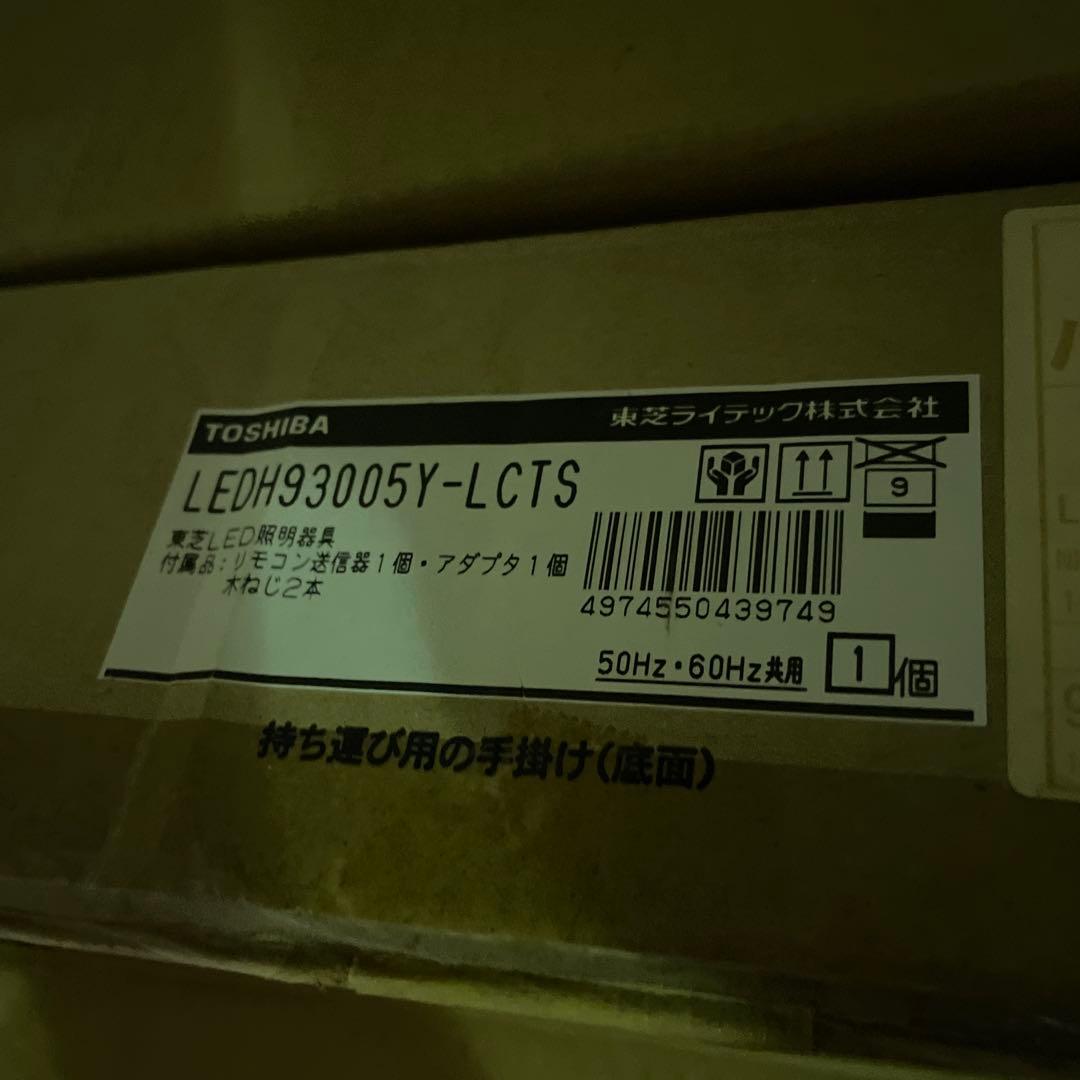 TOSHIBA 東芝ライテック株式会社
LEDH93005Y-LCTS
9
東芝LED照明器具
付属品:リモコン送信器1個・アダプタ1個
木ねじ2本
4974550439749
50Hz・60Hz共用 1個
持ち運び用の手掛け(底面)